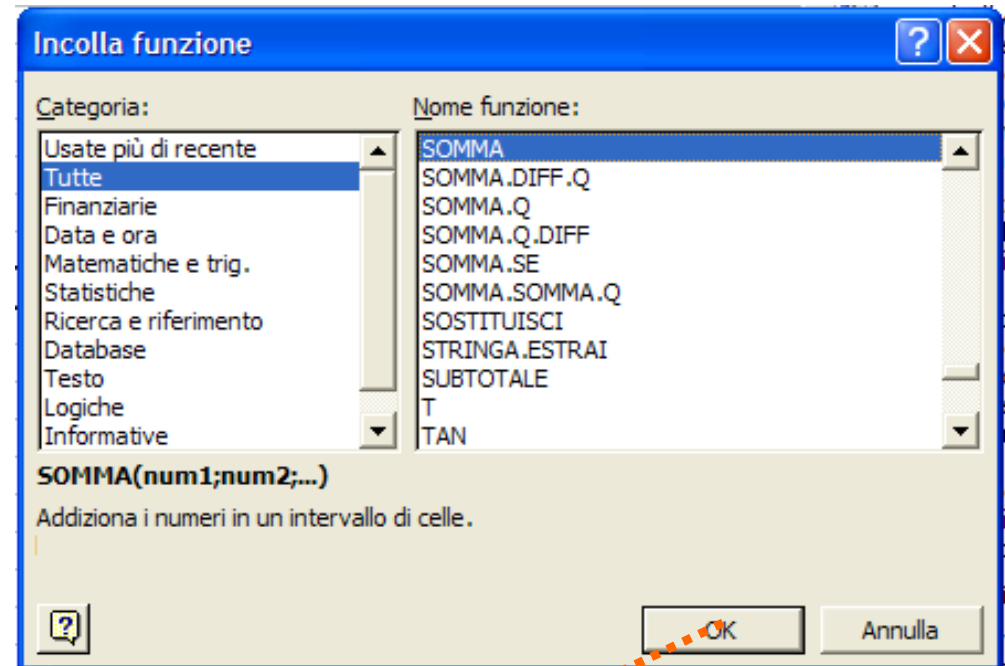 Incolla funzione
Categoria:
Usate più di recente
Tutte
Finanziarie
Data e ora
Matematiche e trig.
Statistiche
Ricerca e riferimento
Database
Testo
Logiche
Informative
Nome funzione:
SOMMA
SOMMA.DIFF.Q
SOMMA.Q
SOMMA.Q.DIFF
SOMMA.SE
SOMMA.SOMMA.Q
SOSTITUISCI
STRINGA.ESTRAI
SUBTOTALE
T
TAN
SOMMA(num1;num2;...)
Addiziona i numeri in un intervallo di celle.
OK
Annulla